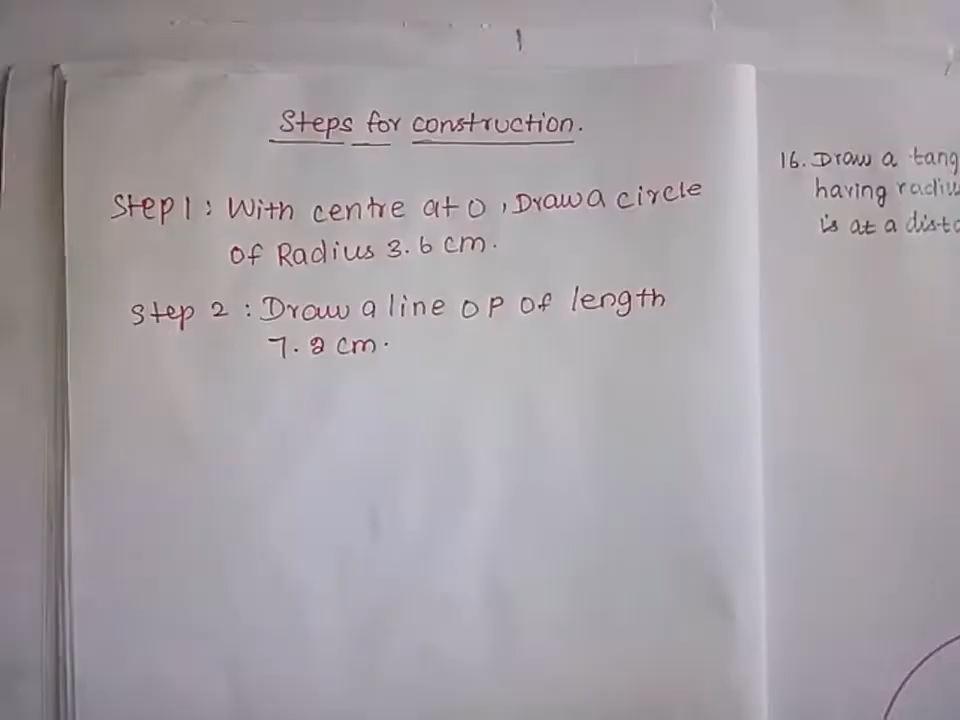 Steps for construction.
Step 1 : With centre at O , Draw a circle
of Radius 3.6 cm.
Step 2 : Draw a line OP of length
7.2 cm.
16. Draw a tang
having radiu
is at a dist